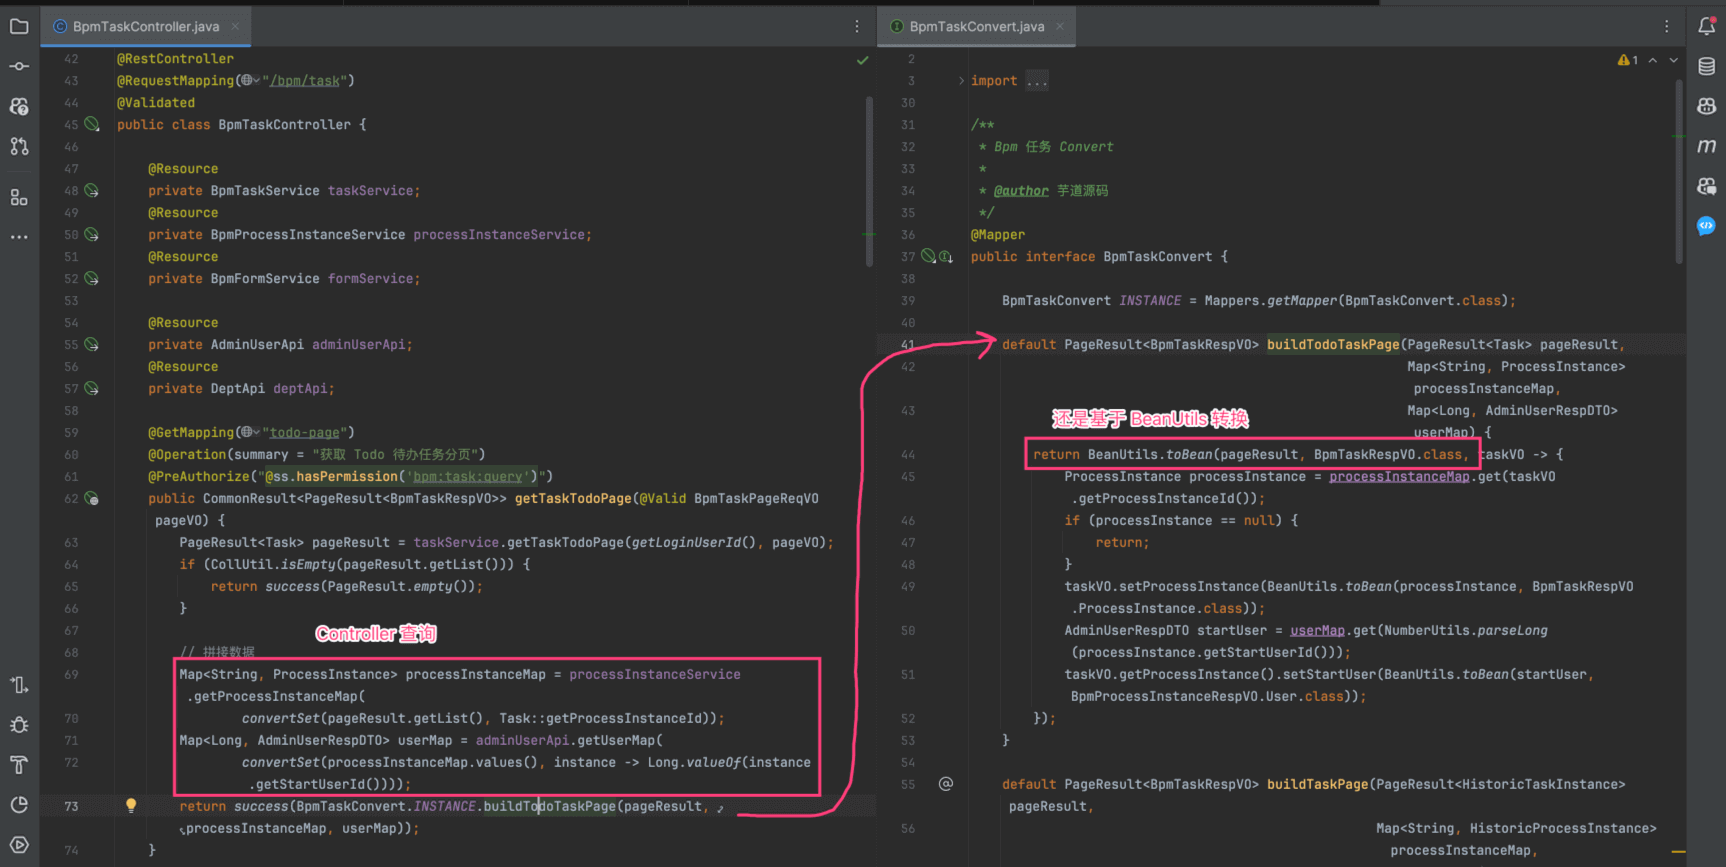 BpmTaskController.java
42 @RestController
43 @RequestMapping("/bpm/task")
44 @Validated
45 public class BpmTaskController {
46
47 @Resource
48 private BpmTaskService taskService;
49 @Resource
50 private BpmProcessInstanceService processInstanceService;
51 @Resource
52 private BpmFormService formService;
53
54 @Resource
55 private AdminUserApi adminUserApi;
56 @Resource
57 private DeptApi deptApi;
58
59 @GetMapping("todo-page")
60 @Operation(summary = "获取 Todo 待办任务分页")
61 @PreAuthorize("@ss.hasPermission('bpm:task:query')")
62 public CommonResult<PageResult<BpmTaskRespVO>> getTaskTodoPage(@Valid BpmTaskPageReqVO
pageVO) {
63 PageResult<Task> pageResult = taskService.getTaskTodoPage(getLoginUserId(), pageVO);
64 if (CollUtil.isEmpty(pageResult.getList())) {
65 return success(PageResult.empty());
66 }
67
Controller 查询
68 // 拼接数据
69 Map<String, ProcessInstance> processInstanceMap = processInstanceService
.getProcessInstanceMap(
70 convertSet(pageResult.getList(), Task::getProcessInstanceId));
71 Map<Long, AdminUserRespDTO> userMap = adminUserApi.getUserMap(
72 convertSet(processInstanceMap.values(), instance -> Long.valueOf(instance
.getStartUserId())));
73 return success(BpmTaskConvert.INSTANCE.buildTodoTaskPage(pageResult,
processInstanceMap, userMap));
74 }
BpmTaskConvert.java
1
2
3 import ...
30
31 /**
32 * Bpm 任务 Convert
33 *
34 * @author 芋道源码
35 */
36 @Mapper
37 public interface BpmTaskConvert {
38
39 BpmTaskConvert INSTANCE = Mappers.getMapper(BpmTaskConvert.class);
40
41 default PageResult<BpmTaskRespVO> buildTodoTaskPage(PageResult<Task> pageResult,
42 Map<String, ProcessInstance>
processInstanceMap,
43 Map<Long, AdminUserRespDTO>
还是基于 BeanUtils 转换
userMap) {
44 return BeanUtils.toBean(pageResult, BpmTaskRespVO.class, taskVO -> {
45 ProcessInstance processInstance = processInstanceMap.get(taskVO
.getProcessInstanceId());
46 if (processInstance == null) {
47 return;
48 }
49 taskVO.setProcessInstance(BeanUtils.toBean(processInstance, BpmTaskRespVO
.ProcessInstance.class));
50 AdminUserRespDTO startUser = userMap.get(NumberUtils.parseLong
(processInstance.getStartUserId()));
51 taskVO.getProcessInstance().setStartUser(BeanUtils.toBean(startUser,
BpmProcessInstanceRespVO.User.class));
52 });
53 }
54
55 default PageResult<BpmTaskRespVO> buildTaskPage(PageResult<HistoricTaskInstance>
pageResult,
56 Map<String, HistoricProcessInstance>
processInstanceMap,